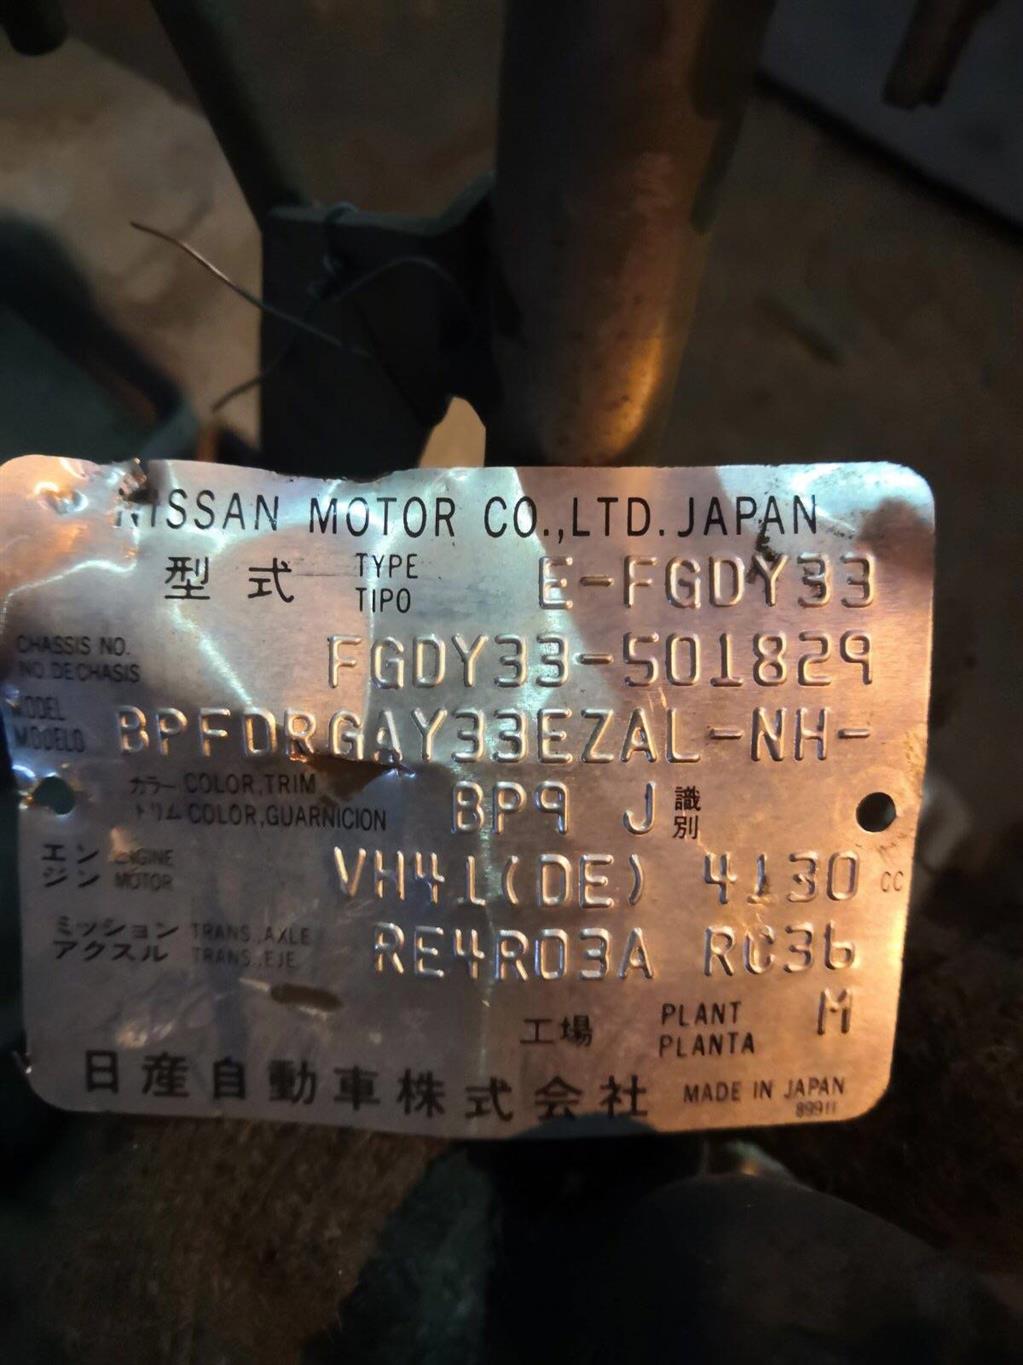 NISSAN MOTOR CO.,LTD. JAPAN
型式 TYPE TIPO E-FGDY33
CHASSIS NO. NO. DE CHASIS FGDY33-501829
MODEL MODELO BPFDRGAY33EZAL-NH-
カラー COLOR,TRIM
トリム COLOR,GUARNICION BP9 J 識別
エンジン ENGINE MOTOR VH41(DE) 4130 CC
ミッション TRANS.,AXLE
アクスル TRANS.,EJE RE4R03A RC36
工場 PLANT PLANTA M
日産自動車株式会社 MADE IN JAPAN
89911